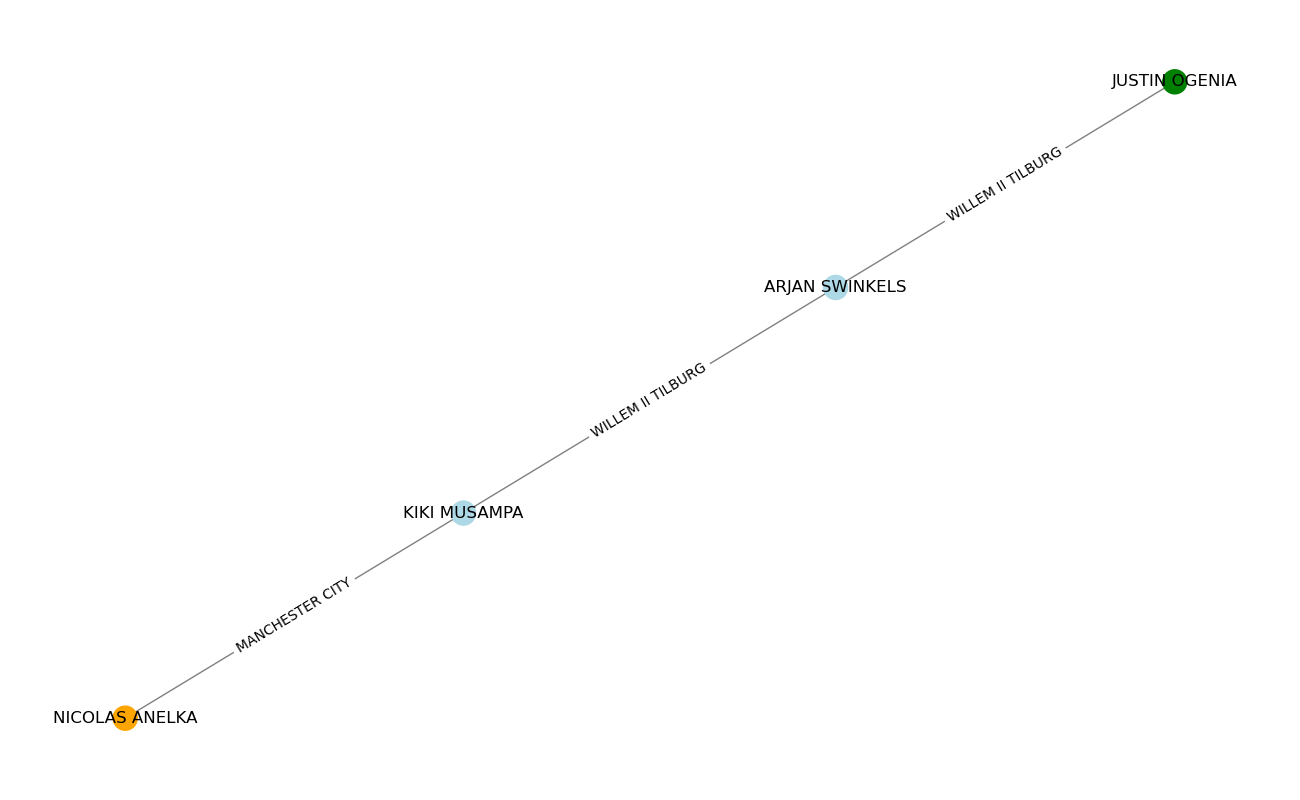 JUSTIN OGENIA
WILLEM II TILBURG
ARJAN SWINKELS
WILLEM II TILBURG
KIKI MUSAMPA
MANCHESTER CITY
NICOLAS ANELKA